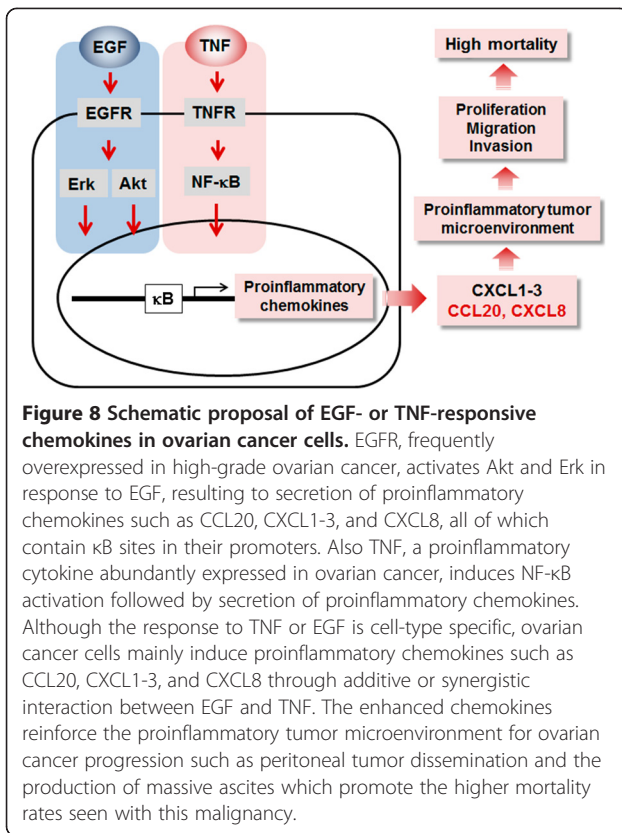 EGF
TNF
High mortality
EGFR
TNFR
Proliferation
Migration
Invasion
Erk
Akt
NF-κB
Proinflammatory tumor
microenvironment
κB
Proinflammatory
chemokines
CXCL1-3
CCL20, CXCL8
Figure 8 Schematic proposal of EGF- or TNF-responsive
chemokines in ovarian cancer cells. EGFR, frequently
overexpressed in high-grade ovarian cancer, activates Akt and Erk in
response to EGF, resulting to secretion of proinflammatory
chemokines such as CCL20, CXCL1-3, and CXCL8, all of which
contain κB sites in their promoters. Also TNF, a proinflammatory
cytokine abundantly expressed in ovarian cancer, induces NF-κB
activation followed by secretion of proinflammatory chemokines.
Although the response to TNF or EGF is cell-type specific, ovarian
cancer cells mainly induce proinflammatory chemokines such as
CCL20, CXCL1-3, and CXCL8 through additive or synergistic
interaction between EGF and TNF. The enhanced chemokines
reinforce the proinflammatory tumor microenvironment for ovarian
cancer progression such as peritoneal tumor dissemination and the
production of massive ascites which promote the higher mortality
rates seen with this malignancy.